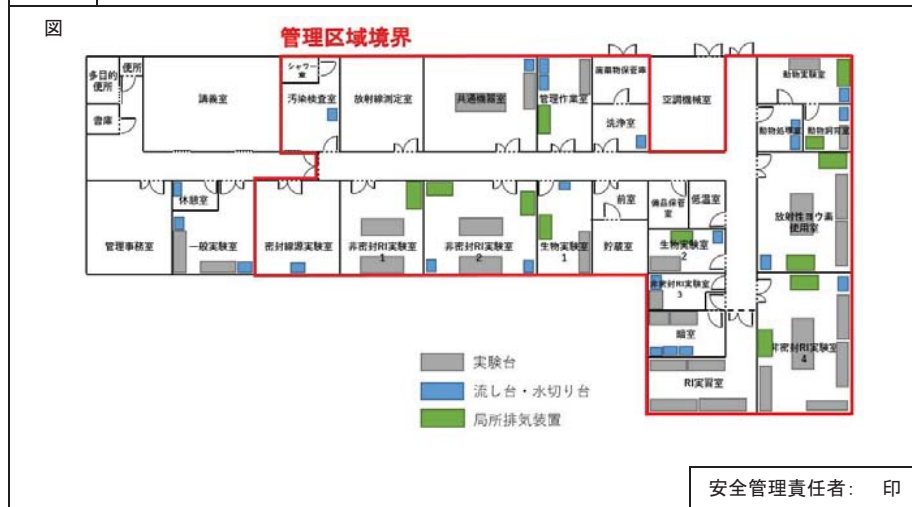 図
管理区域境界
多目的
便所
便所
倉庫
講義室
シャワー
室
汚染検査室
放射線測定室
共通機器室
管理作業室
廃棄物保管庫
洗浄室
空調機械室
動物実験室
動物処理室
動物飼育室
放射性ヨウ素
使用室
管理事務室
休憩室
一般実験室
密封線源実験室
非密封RI実験室
1
非密封RI実験室
2
生物実験室
1
前室
貯蔵室
備品保管
室
低温室
生物実験室
2
非密封RI実験室
3
暗室
RI実習室
非密封RI実験室
4
実験台
流し台・水切り台
局所排気装置
安全管理責任者: 印